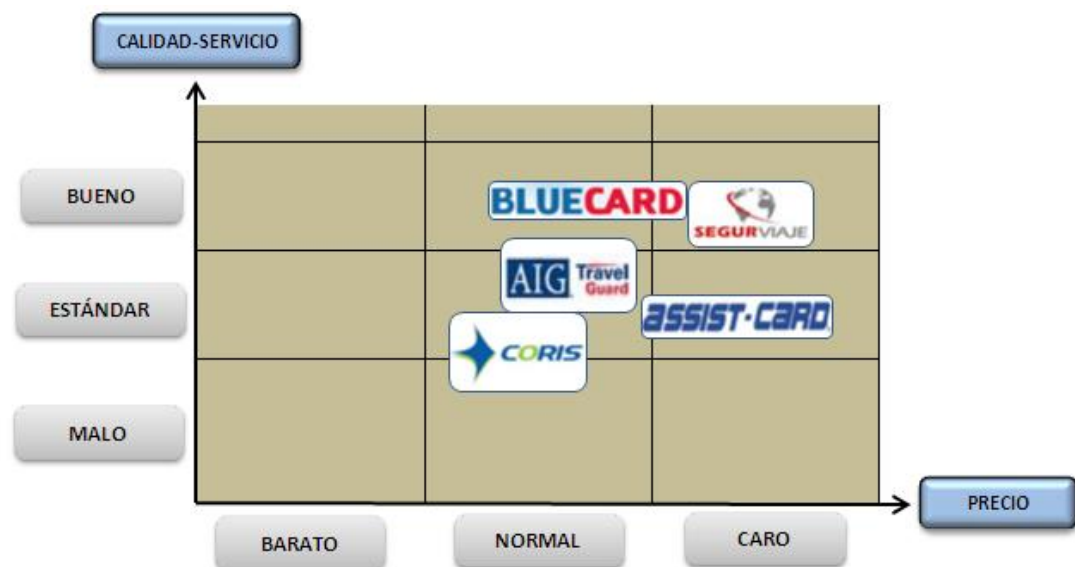 CALIDAD-SERVICIO
BUENO
BLUECARD
SEGURVIAJE
ESTÁNDAR
AIG Travel
Guard
ASSIST-CARD
CORIS
MALO
PRECIO
BARATO
NORMAL
CARO